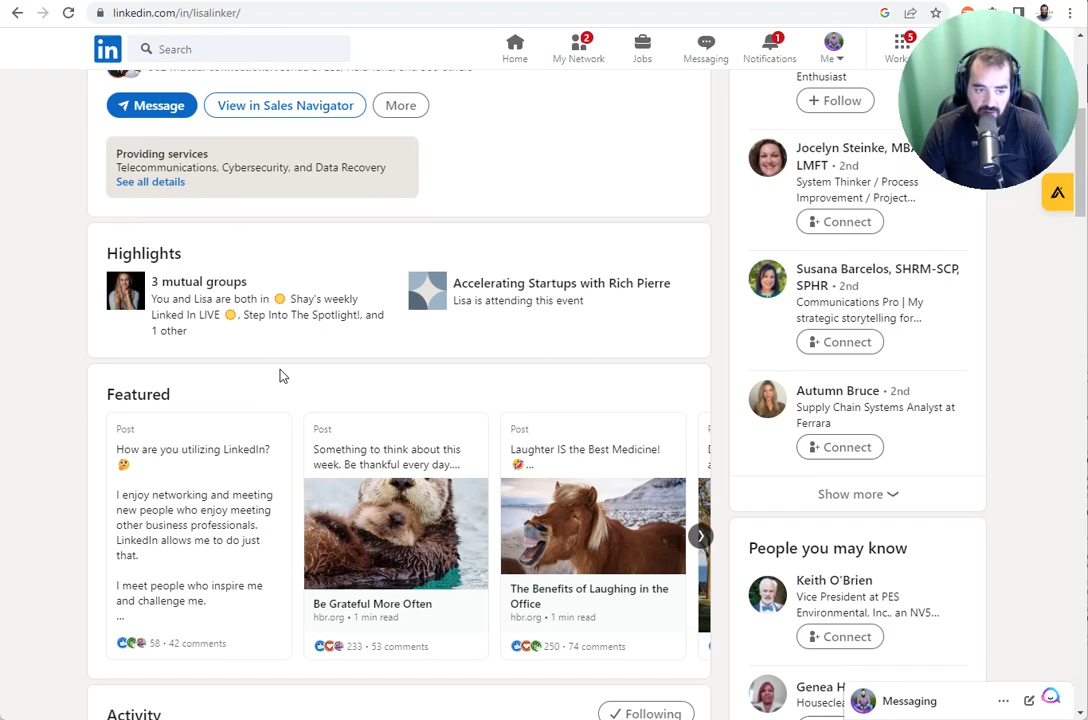 linkedin.com/in/lisalinker/
in
Search
Home
My Network
2
Jobs
Messaging
Notifications
1
Me
5
Message
View in Sales Navigator
More
Providing services
Telecommunications, Cybersecurity, and Data Recovery
See all details
Highlights
3 mutual groups
You and Lisa are both in 🌞 Shay's weekly
Linked In LIVE 🌞, Step Into The Spotlight!, and
1 other
Accelerating Startups with Rich Pierre
Lisa is attending this event
Featured
Post
How are you utilizing LinkedIn?
🤔
I enjoy networking and meeting
new people who enjoy meeting
other business professionals.
LinkedIn allows me to do just
that.
I meet people who inspire me
and challenge me.
...
58 · 42 comments
Post
Something to think about this
week. Be thankful every day....
Be Grateful More Often
hbr.org • 1 min read
233 · 53 comments
Post
Laughter IS the Best Medicine!
🤣...
The Benefits of Laughing in the
Office
hbr.org • 1 min read
250 · 74 comments
Activity
Following
Enthusiast
+ Follow
Jocelyn Steinke, MBA
LMFT • 2nd
System Thinker / Process
Improvement / Project...
Connect
Susana Barcelos, SHRM-SCP,
SPHR • 2nd
Communications Pro | My
strategic storytelling for...
Connect
Autumn Bruce • 2nd
Supply Chain Systems Analyst at
Ferrara
Connect
Show more
People you may know
Keith O'Brien
Vice President at PES
Environmental, Inc., an NV5...
Connect
Genea H
Messaging
...